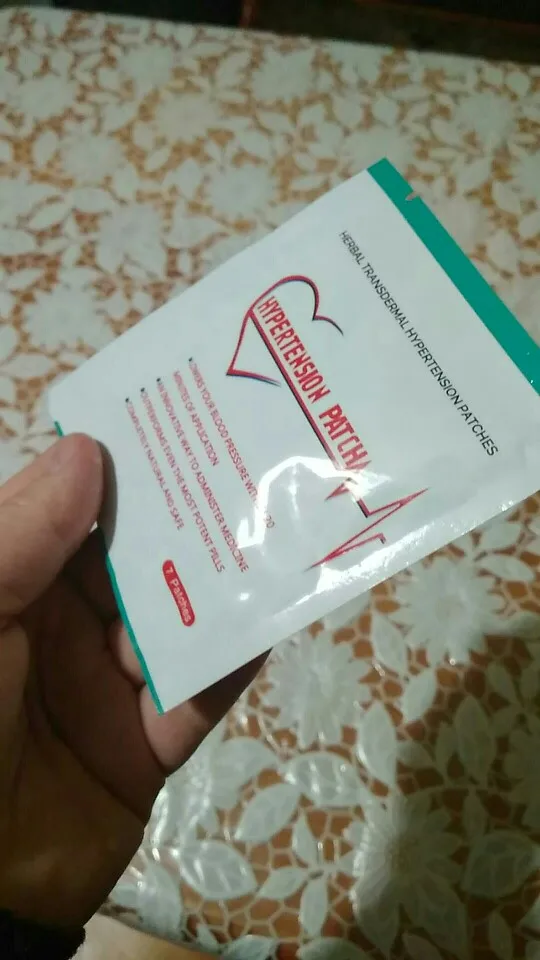 HERBAL TRANSDERMAL HYPERTENSION PATCHES
HYPERTENSION PATCH
LOWERS YOUR BLOOD PRESSURE 20
MINUTES OF APPLICATION
INNOVATIVE WAY TO ADMINISTER MEDICINE
OUTPERFORMS EVEN THE MOST POTENT PILLS
COMPLETELY NATURAL AND SAFE
7 Patches